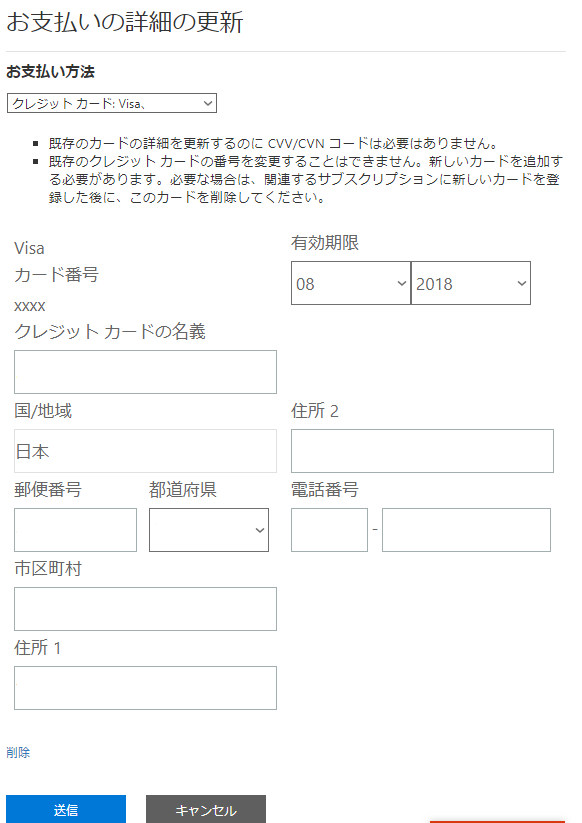 お支払いの詳細の更新
お支払い方法
クレジット カード: Visa、
既存のカードの詳細を更新するのに CVV/CVN コードは必要はありません。
既存のクレジット カードの番号を変更することはできません。新しいカードを追加す
る必要があります。必要な場合は、関連するサブスクリプションに新しいカードを登
録した後に、このカードを削除してください。
Visa
カード番号
xxxx
有効期限
08 2018
クレジット カードの名義
国/地域
日本
住所 2
郵便番号 都道府県 電話番号
-
市区町村
住所 1
削除
送信 キャンセル